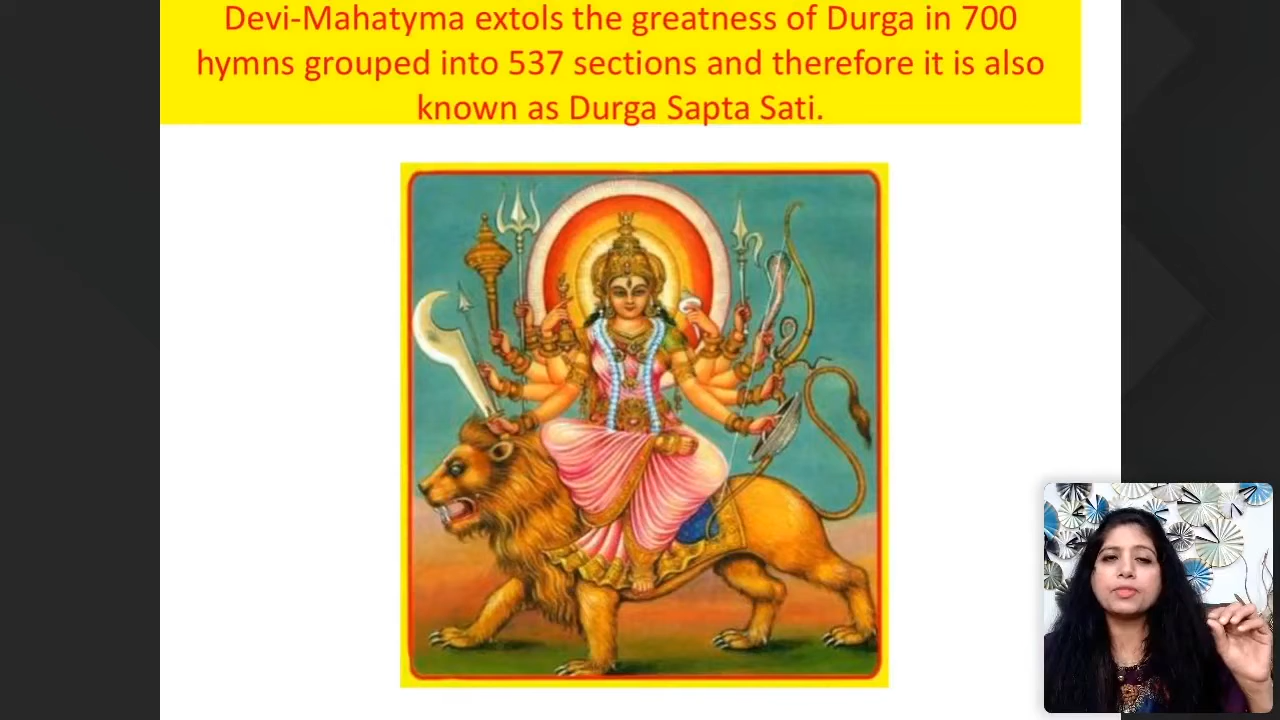 Devi-Mahatyma extols the greatness of Durga in 700
hymns grouped into 537 sections and therefore it is also
known as Durga Sapta Sati.